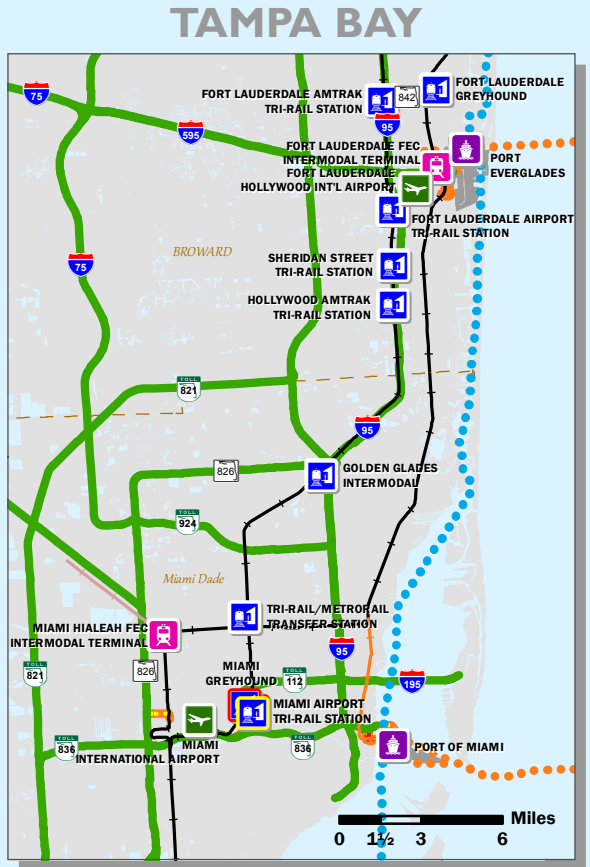 TAMPA BAY
75
FORT LAUDERDALE AMTRAK
TRI-RAIL STATION
842
FORT LAUDERDALE
GREYHOUND
95
595
FORT LAUDERDALE FEC
INTERMODAL TERMINAL
FORT LAUDERDALE
HOLLYWOOD INT'L AIRPORT
PORT
EVERGLADES
FORT LAUDERDALE AIRPORT
TRI-RAIL STATION
BROWARD
75
SHERIDAN STREET
TRI-RAIL STATION
HOLLYWOOD AMTRAK
TRI-RAIL STATION
TOLL
821
95
826
GOLDEN GLADES
INTERMODAL
TOLL
924
Miami Dade
TRI-RAIL/METRORAIL
TRANSFER STATION
MIAMI HIALEAH FEC
INTERMODAL TERMINAL
95
TOLL
821
826
MIAMI
GREYHOUND
TOLL
112
195
MIAMI AIRPORT
TRI-RAIL STATION
TOLL
836
MIAMI
INTERNATIONAL AIRPORT
TOLL
836
PORT OF MIAMI
Miles
0 1½ 3 6